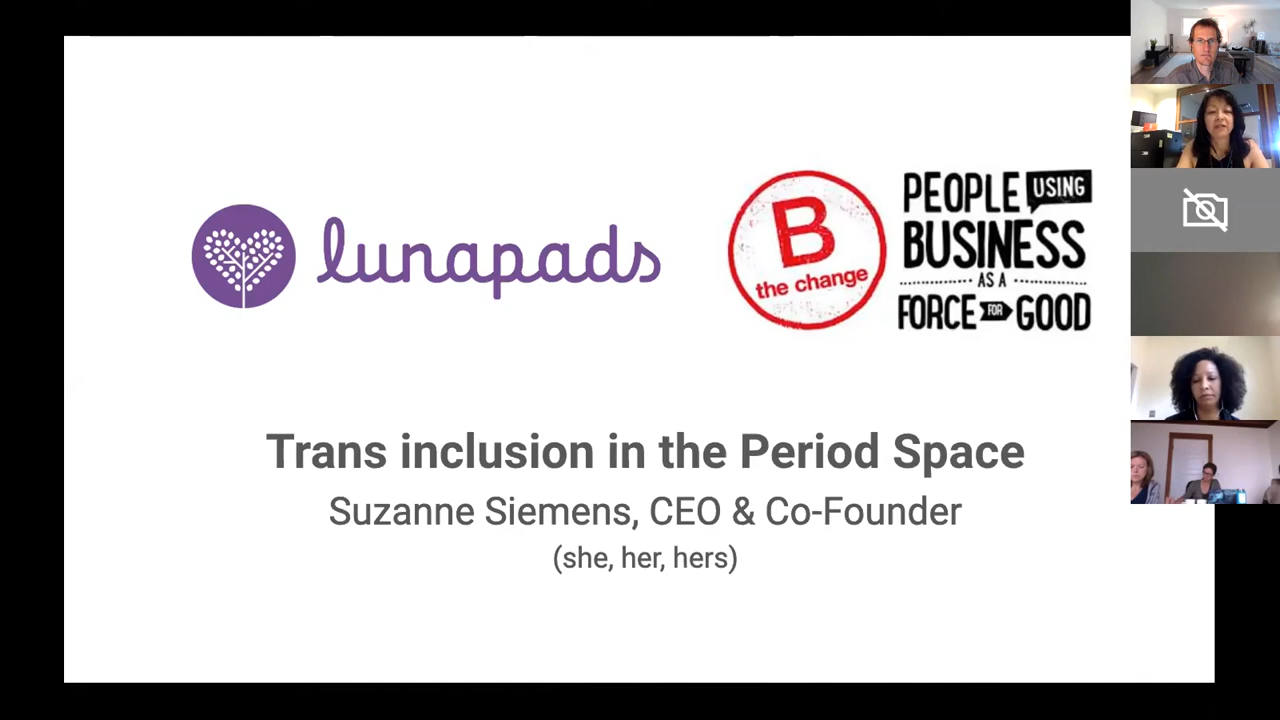 lunapads
B
the change
PEOPLE USING
BUSINESS
AS A
FORCE FOR GOOD
Trans inclusion in the Period Space
Suzanne Siemens, CEO & Co-Founder
(she, her, hers)